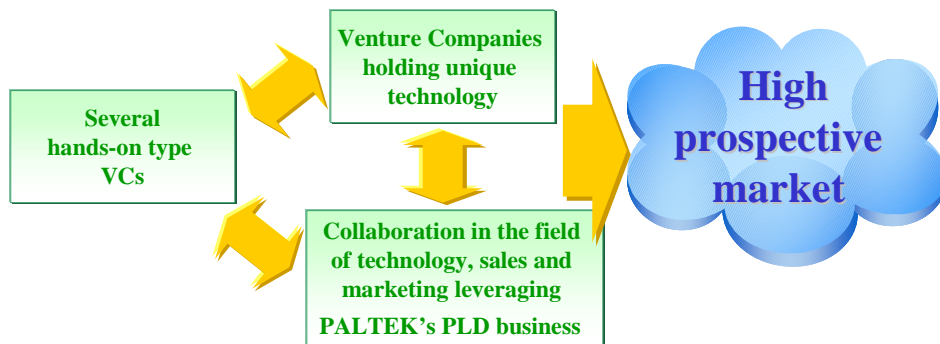 Venture Companies
holding unique
technology
Several
hands-on type
VCs
Collaboration in the field
of technology, sales and
marketing leveraging
PALTEK's PLD business
High
prospective
market